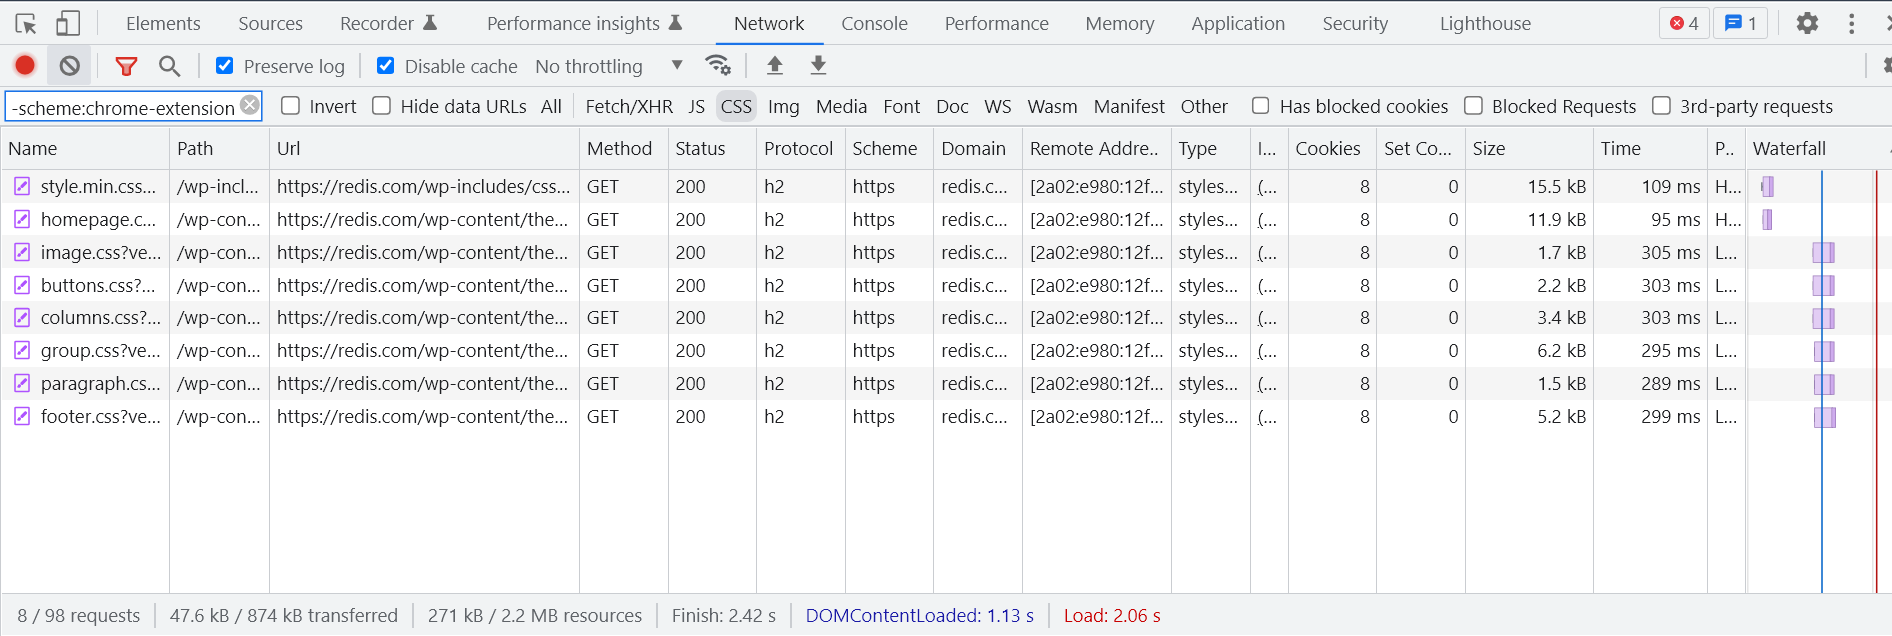 Elements Sources Recorder Performance insights Network Console Performance Memory Application Security Lighthouse 4 1
Preserve log Disable cache No throttling
-scheme:chrome-extension Invert Hide data URLs All Fetch/XHR JS CSS Img Media Font Doc WS Wasm Manifest Other Has blocked cookies Blocked Requests 3rd-party requests
Name Path Url Method Status Protocol Scheme Domain Remote Addre.. Type I... Cookies Set Co... Size Time P.. Waterfall
style.min.css... /wp-incl... https://redis.com/wp-includes/css... GET 200 h2 https redis.c... [2a02:e980:12f... styles... (... 8 0 15.5 kB 109 ms H...
homepage.c... /wp-con... https://redis.com/wp-content/the... GET 200 h2 https redis.c... [2a02:e980:12f... styles... (... 8 0 11.9 kB 95 ms H...
image.css?ve... /wp-con... https://redis.com/wp-content/the... GET 200 h2 https redis.c... [2a02:e980:12f... styles... (... 8 0 1.7 kB 305 ms L...
buttons.css?... /wp-con... https://redis.com/wp-content/the... GET 200 h2 https redis.c... [2a02:e980:12f... styles... (... 8 0 2.2 kB 303 ms L...
columns.css?... /wp-con... https://redis.com/wp-content/the... GET 200 h2 https redis.c... [2a02:e980:12f... styles... (... 8 0 3.4 kB 303 ms L...
group.css?ve... /wp-con... https://redis.com/wp-content/the... GET 200 h2 https redis.c... [2a02:e980:12f... styles... (... 8 0 6.2 kB 295 ms L...
paragraph.cs... /wp-con... https://redis.com/wp-content/the... GET 200 h2 https redis.c... [2a02:e980:12f... styles... (... 8 0 1.5 kB 289 ms L...
footer.css?ve... /wp-con... https://redis.com/wp-content/the... GET 200 h2 https redis.c... [2a02:e980:12f... styles... (... 8 0 5.2 kB 299 ms L...
8 / 98 requests 47.6 kB / 874 kB transferred 271 kB / 2.2 MB resources Finish: 2.42 s DOMContentLoaded: 1.13 s Load: 2.06 s